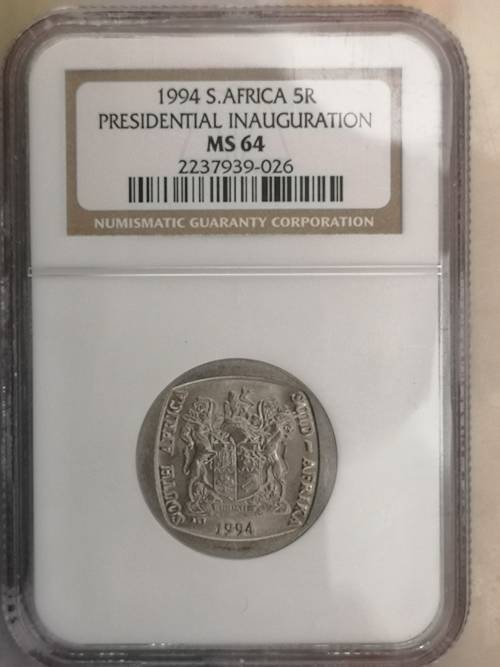 1994 S.AFRICA 5R
PRESIDENTIAL INAUGURATION
MS 64
2237939-026
NUMISMATIC GUARANTY CORPORATION
SOUTH AFRICA
SUID-AFRIKA
1994